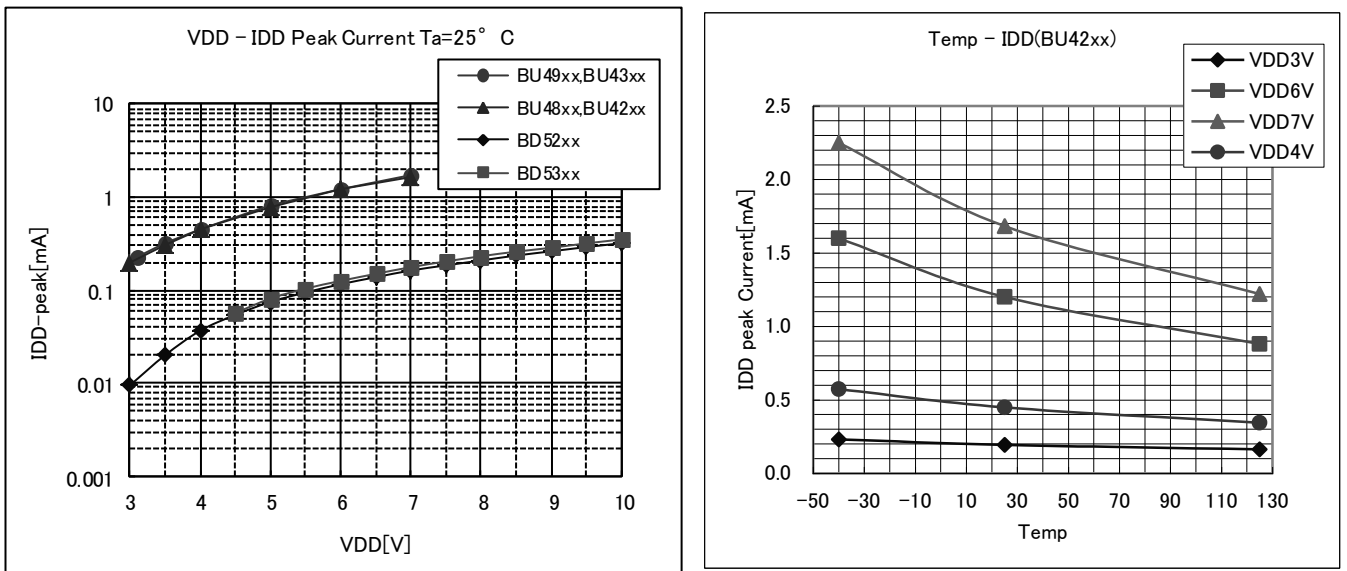 VDD - IDD Peak Current Ta=25° C
BU49xx,BU43xx
BU48xx,BU42xx
BD52xx
BD53xx
10
1
0.1
0.01
0.001
IDD-peak[mA]
3 4 5 6 7 8 9 10
VDD[V]
Temp - IDD(BU42xx)
VDD3V
VDD6V
VDD7V
VDD4V
2.5
2.0
1.5
1.0
0.5
0.0
IDD peak Current[mA]
-50 -30 -10 10 30 50 70 90 110 130
Temp